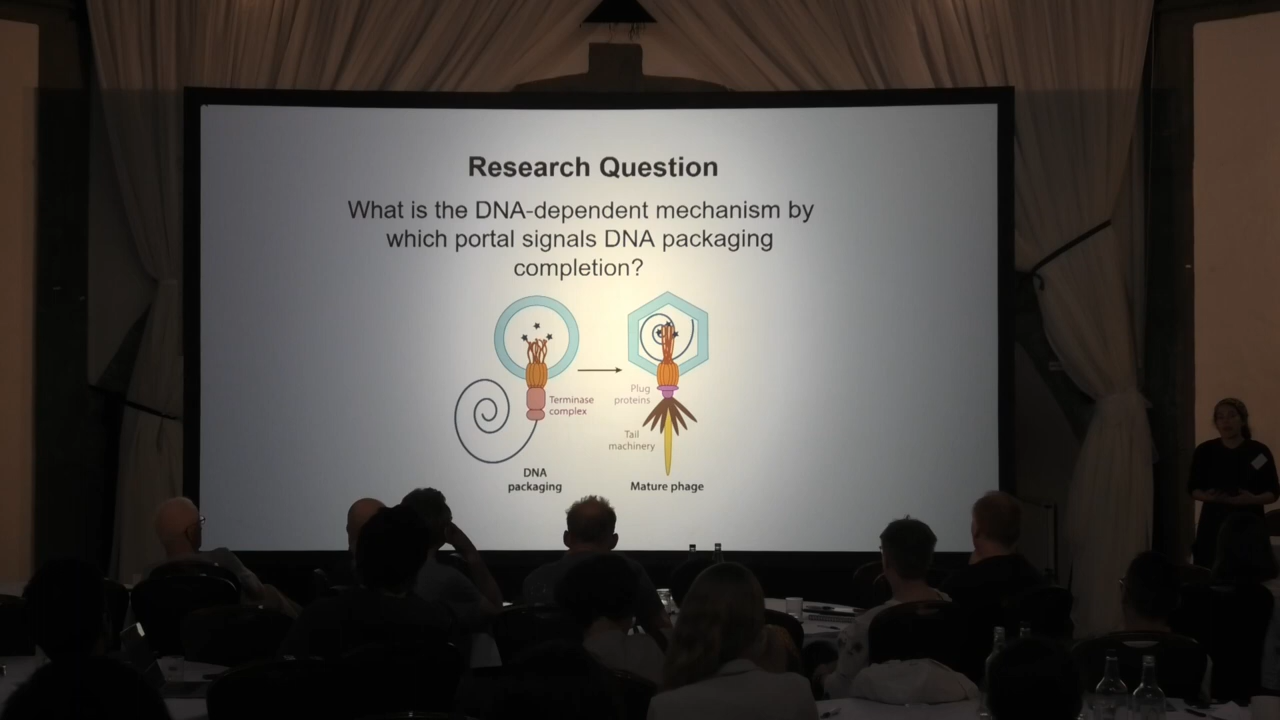 Research Question
What is the DNA-dependent mechanism by
which portal signals DNA packaging
completion?
Terminase
complex
Plug
proteins
Tail
machinery
DNA
packaging
Mature phage